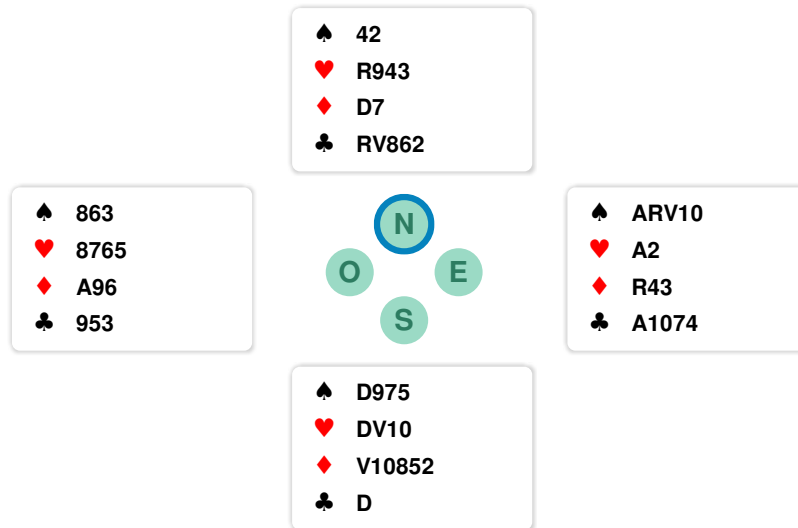 ♠ 42
♥ R943
♦ D7
♣ RV862
♠ 863
♥ 8765
♦ A96
♣ 953
N
O E
S
♠ ARV10
♥ A2
♦ R43
♣ A1074
♠ D975
♥ DV10
♦ V10852
♣ D